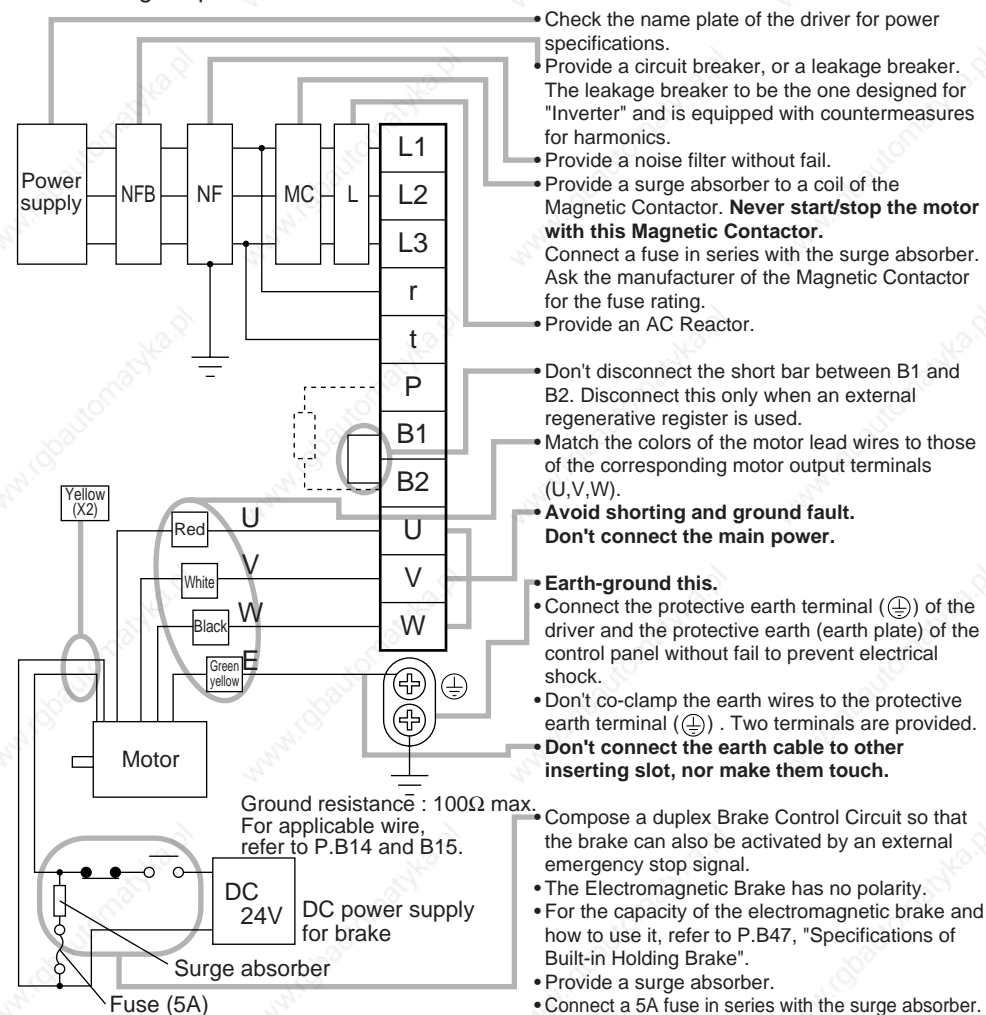 • Check the name plate of the driver for power
specifications.
• Provide a circuit breaker, or a leakage breaker.
The leakage breaker to be the one designed for
"Inverter" and is equipped with countermeasures
for harmonics.
• Provide a noise filter without fail.
• Provide a surge absorber to a coil of the
Magnetic Contactor. Never start/stop the motor
with this Magnetic Contactor.
Connect a fuse in series with the surge absorber.
Ask the manufacturer of the Magnetic Contactor
for the fuse rating.
• Provide an AC Reactor.
• Don't disconnect the short bar between B1 and
B2. Disconnect this only when an external
regenerative register is used.
• Match the colors of the motor lead wires to those
of the corresponding motor output terminals
(U,V,W).
• Avoid shorting and ground fault.
Don't connect the main power.
• Earth-ground this.
• Connect the protective earth terminal (⏚) of the
driver and the protective earth (earth plate) of the
control panel without fail to prevent electrical
shock.
• Don't co-clamp the earth wires to the protective
earth terminal (⏚) . Two terminals are provided.
• Don't connect the earth cable to other
inserting slot, nor make them touch.
• Compose a duplex Brake Control Circuit so that
the brake can also be activated by an external
emergency stop signal.
• The Electromagnetic Brake has no polarity.
• For the capacity of the electromagnetic brake and
how to use it, refer to P.B47, "Specifications of
Built-in Holding Brake".
• Provide a surge absorber.
• Connect a 5A fuse in series with the surge absorber.
Power
supply
NFB
NF
MC
L
L1
L2
L3
r
t
P
B1
B2
U
V
W
Yellow
(X2)
Red
U
White
V
Black
W
Green
yellow
E
Motor
Ground resistance : 100Ω max.
For applicable wire,
refer to P.B14 and B15.
DC
24V
DC power supply
for brake
Surge absorber
Fuse (5A)
www.rgbautomatyka.pl